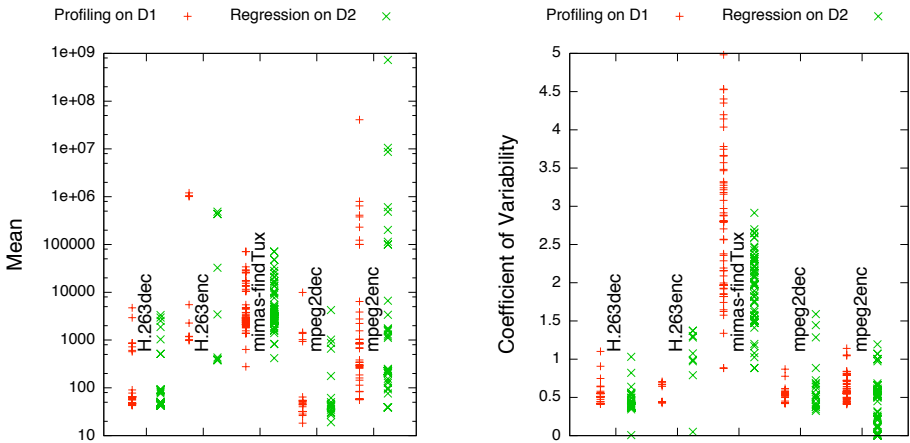 Profiling on D1
Regression on D2
Mean
1e+09
1e+08
1e+07
1e+06
100000
10000
1000
100
10
H.263dec
H.263enc
mimas-findTux
mpeg2dec
mpeg2enc
Profiling on D1
Regression on D2
Coefficient of Variability
5
4.5
4
3.5
3
2.5
2
1.5
1
0.5
0
H.263dec
H.263enc
mimas-findTux
mpeg2dec
mpeg2enc